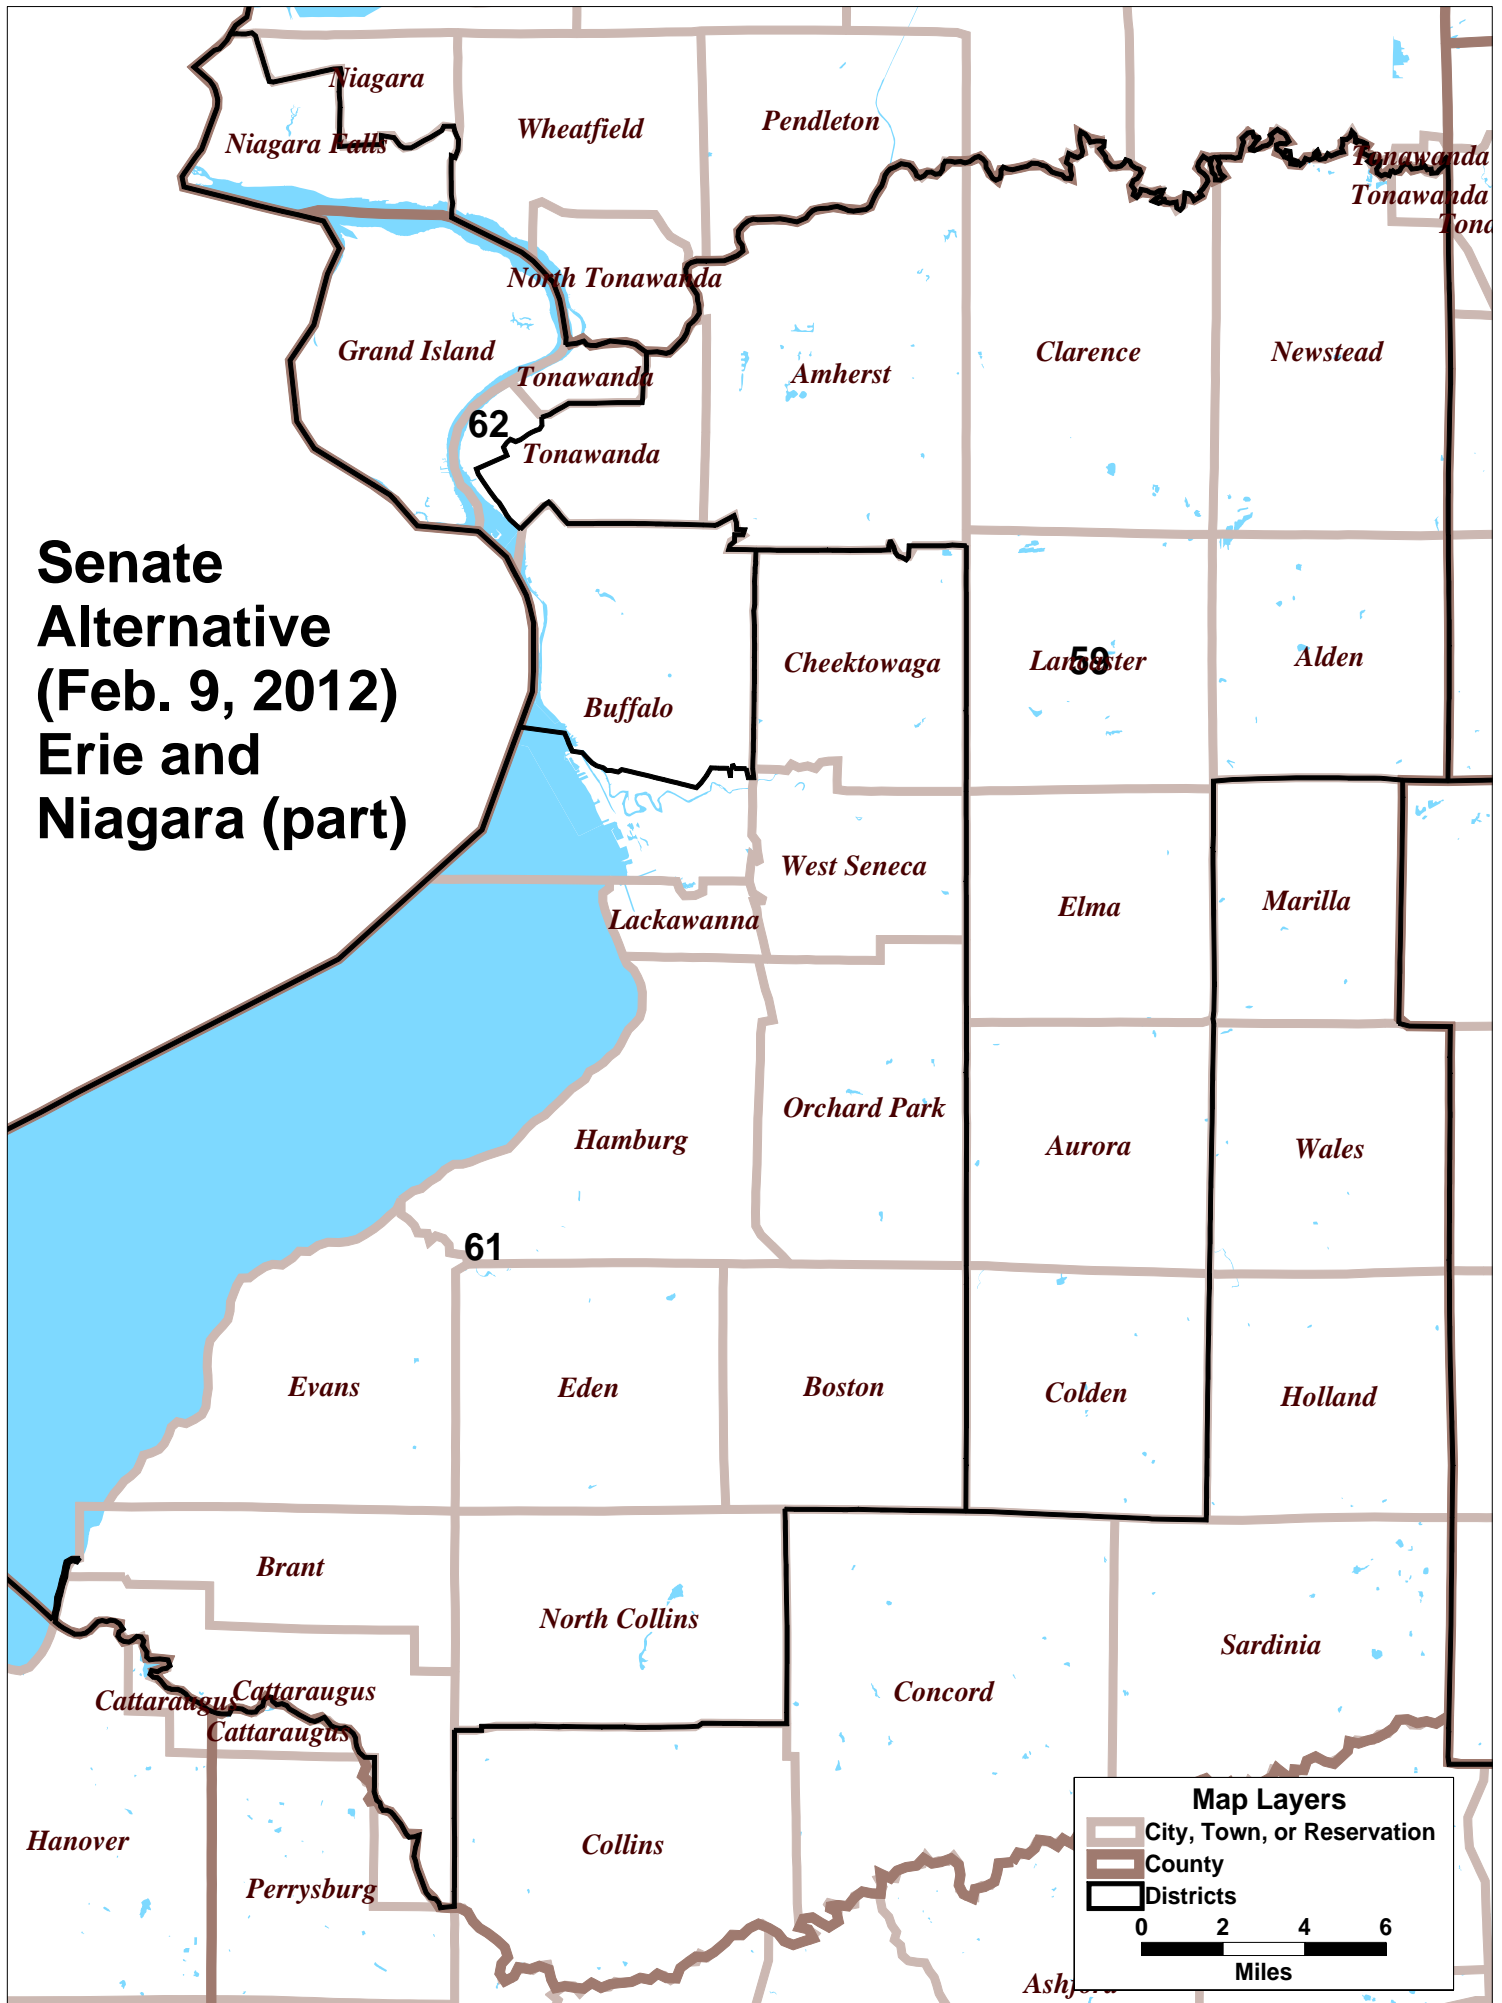 Niagara
Wheatfield
Pendleton
Niagara Falls
Tonawanda
Tonawanda
Tona
North Tonawanda
Grand Island
Tonawanda
Amherst
Clarence
Newstead
62
Tonawanda
Senate
Alternative
(Feb. 9, 2012)
Erie and
Niagara (part)
Cheektowaga
Lancaster
59
Alden
Buffalo
West Seneca
Elma
Marilla
Lackawanna
Orchard Park
Hamburg
Aurora
Wales
61
Evans
Eden
Boston
Colden
Holland
Brant
North Collins
Sardinia
Concord
Cattaraugus
Cattaraugus
Cattaraugus
Hanover
Perrysburg
Collins
Ashford
Map Layers
City, Town, or Reservation
County
Districts
0 2 4 6
Miles